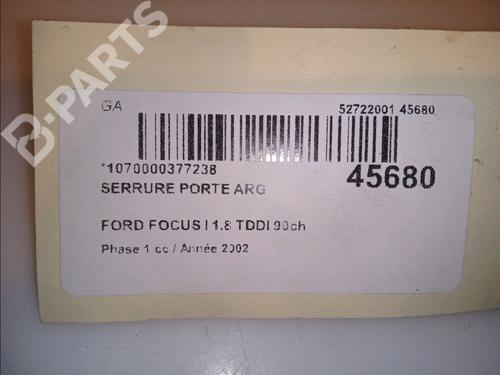 B-PARTS
GA 52722001 45680
*1070000377238 45680
SERRURE PORTE ARG
FORD FOCUS I 1.8 TDDI 90ch
Phase 1 cc / Année 2002